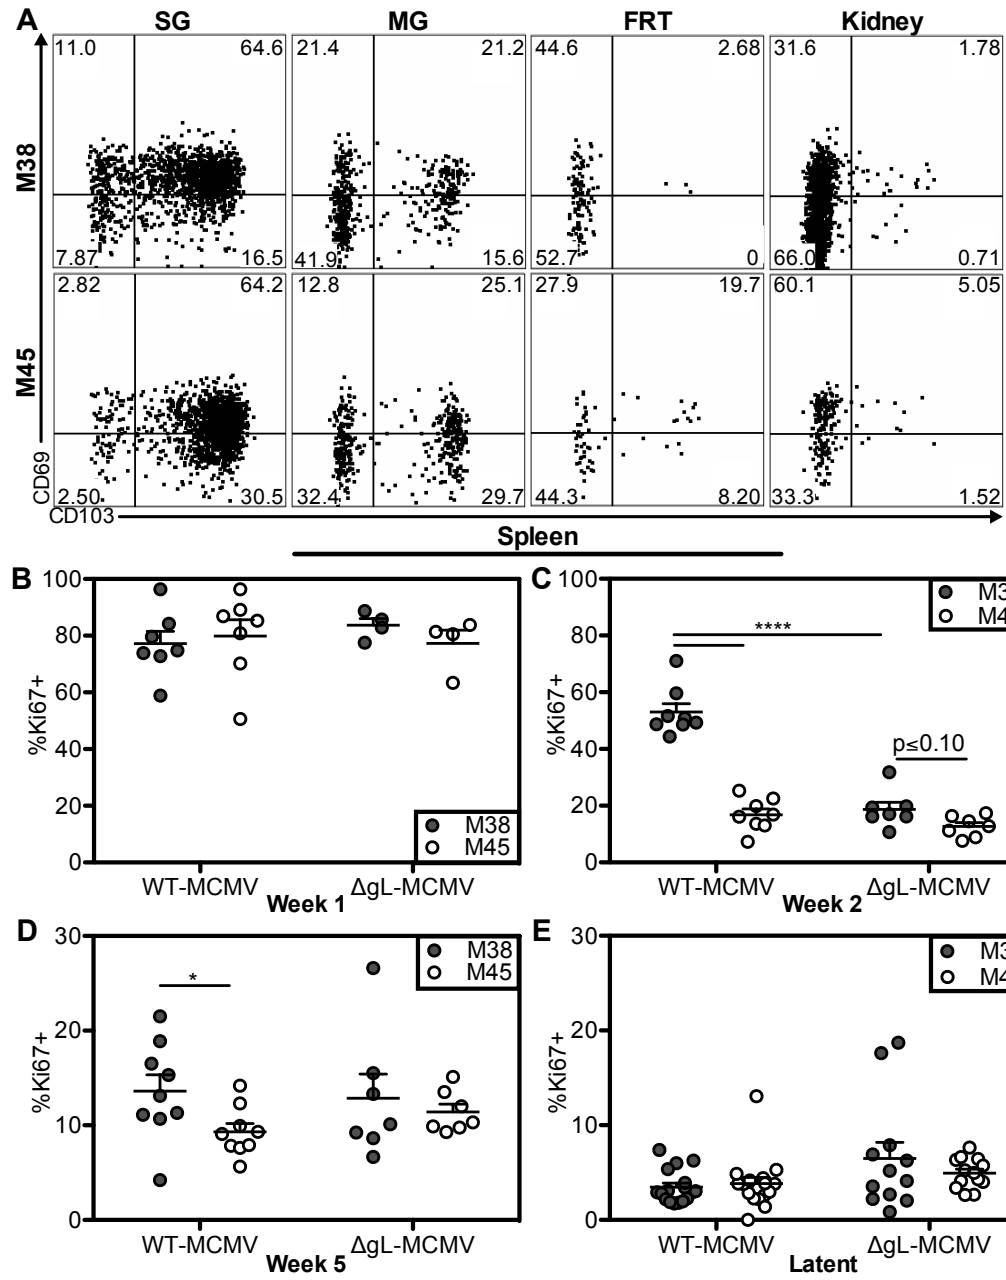 A
SG MG FRT Kidney
M38
11.0 64.6 21.4 21.2 44.6 2.68 31.6 1.78
7.87 16.5 41.9 15.6 52.7 0 66.0 0.71
M45
2.82 64.2 12.8 25.1 27.9 19.7 60.1 5.05
2.50 30.5 32.4 29.7 44.3 8.20 33.3 1.52
CD69
CD103
Spleen
B
100
80
60
40
20
0
%Ki67+
M38
M45
WT-MCMV ΔgL-MCMV
Week 1
C
100
80
60
40
20
0
%Ki67+
M3
M4
****
p≤0.10
WT-MCMV ΔgL-MCMV
Week 2
D
30
20
10
0
%Ki67+
M38
M45
*
WT-MCMV ΔgL-MCMV
Week 5
E
30
20
10
0
%Ki67+
M3
M4
WT-MCMV ΔgL-MCMV
Latent